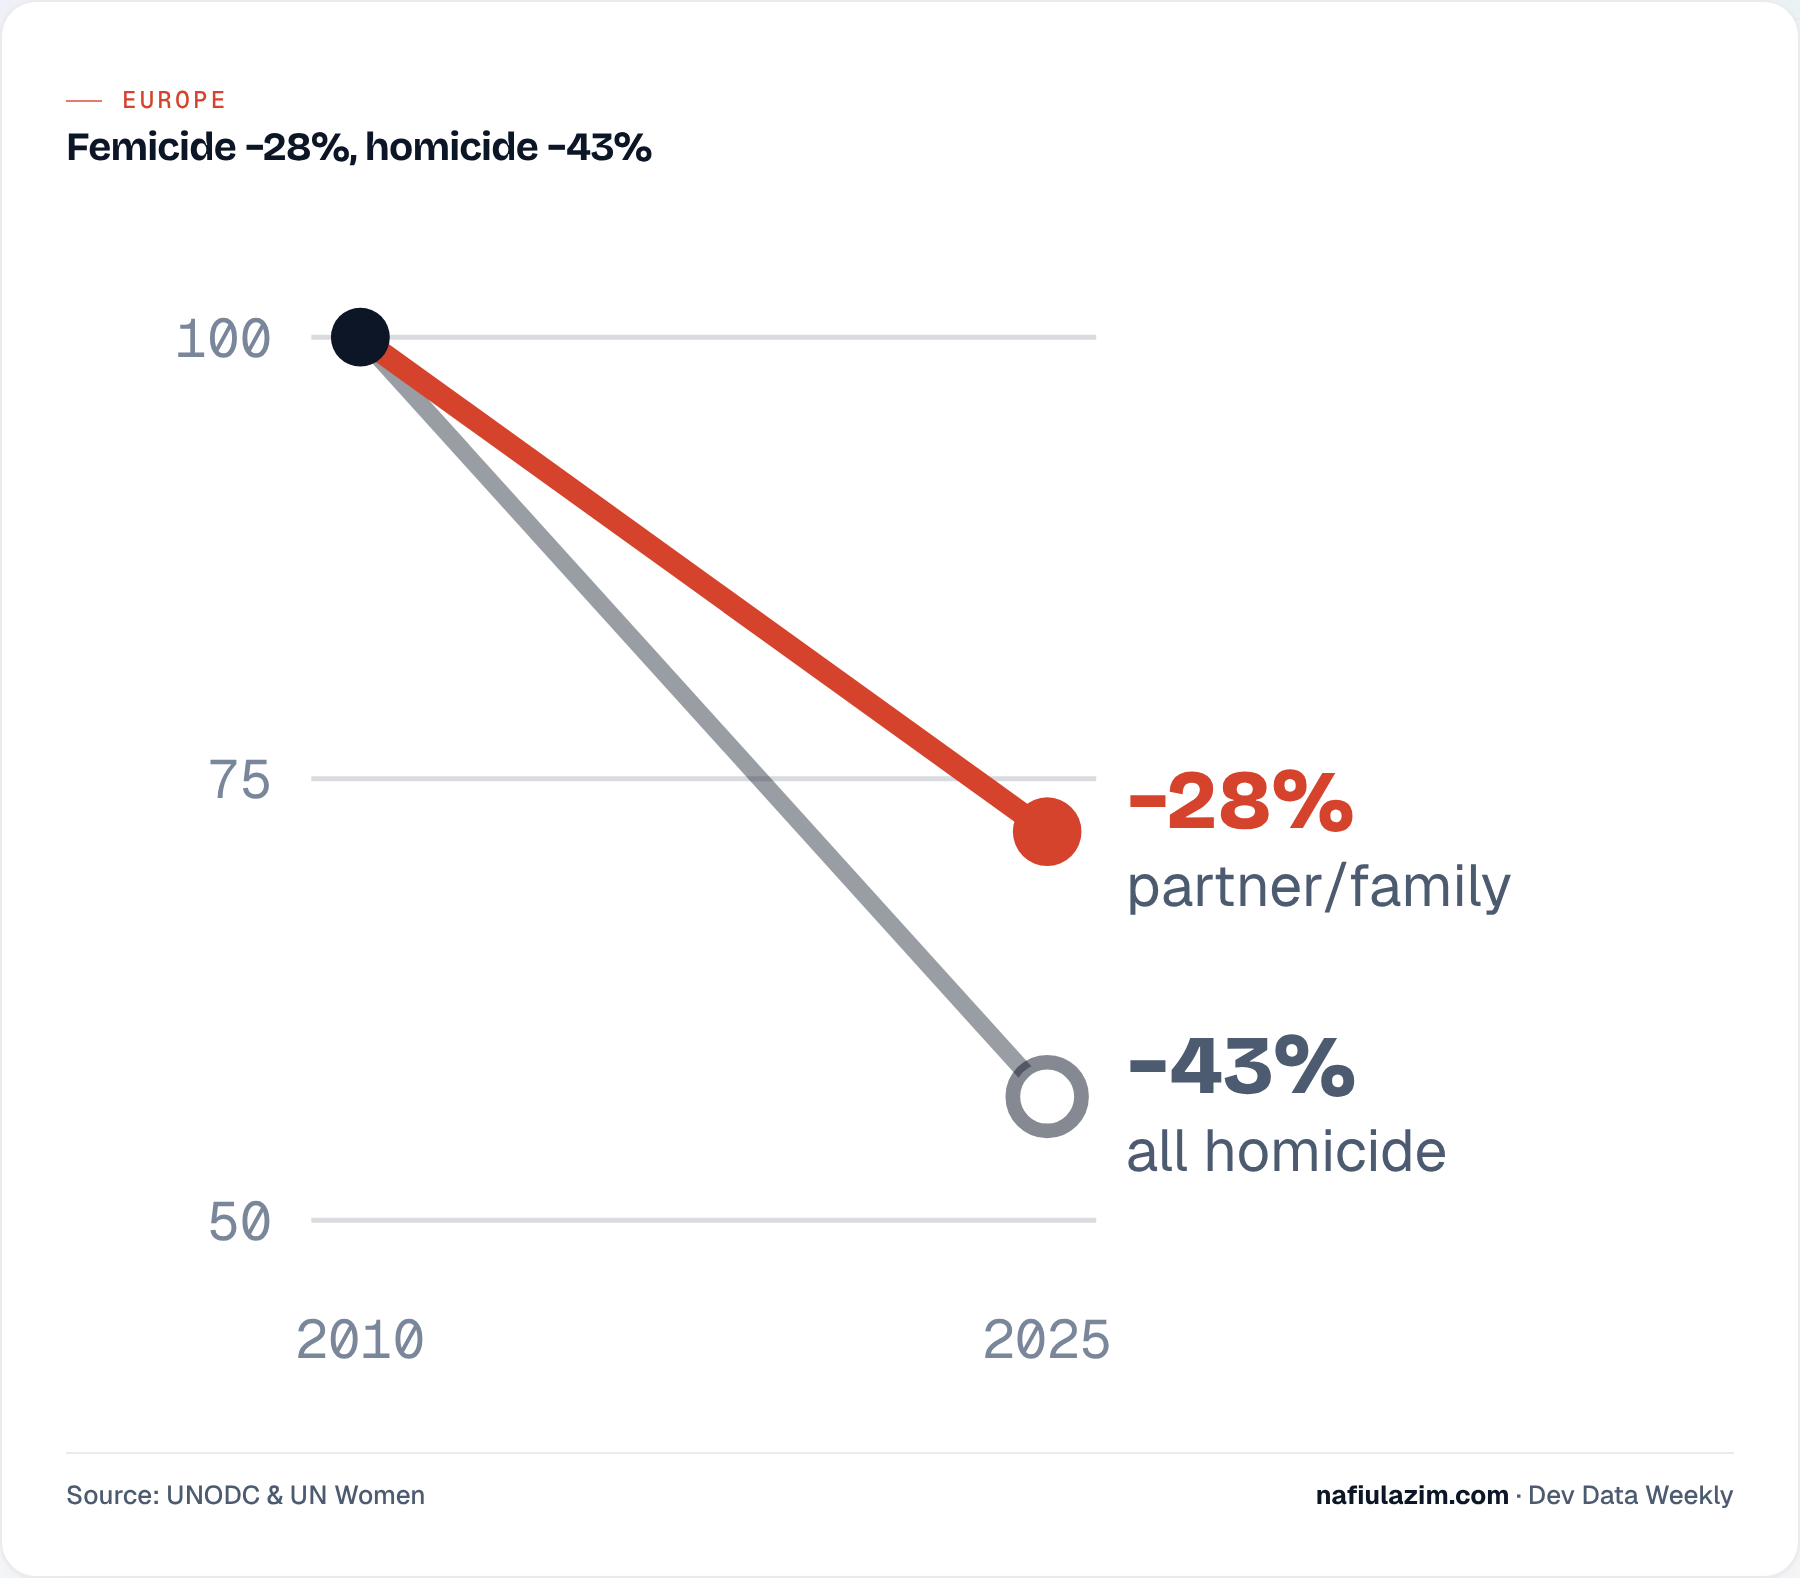 EUROPE
Femicide −28%, homicide −43%
100
75
−28%
partner/family
−43%
all homicide
50
2010 2025
Source: UNODC & UN Women
nafiulazim.com · Dev Data Weekly